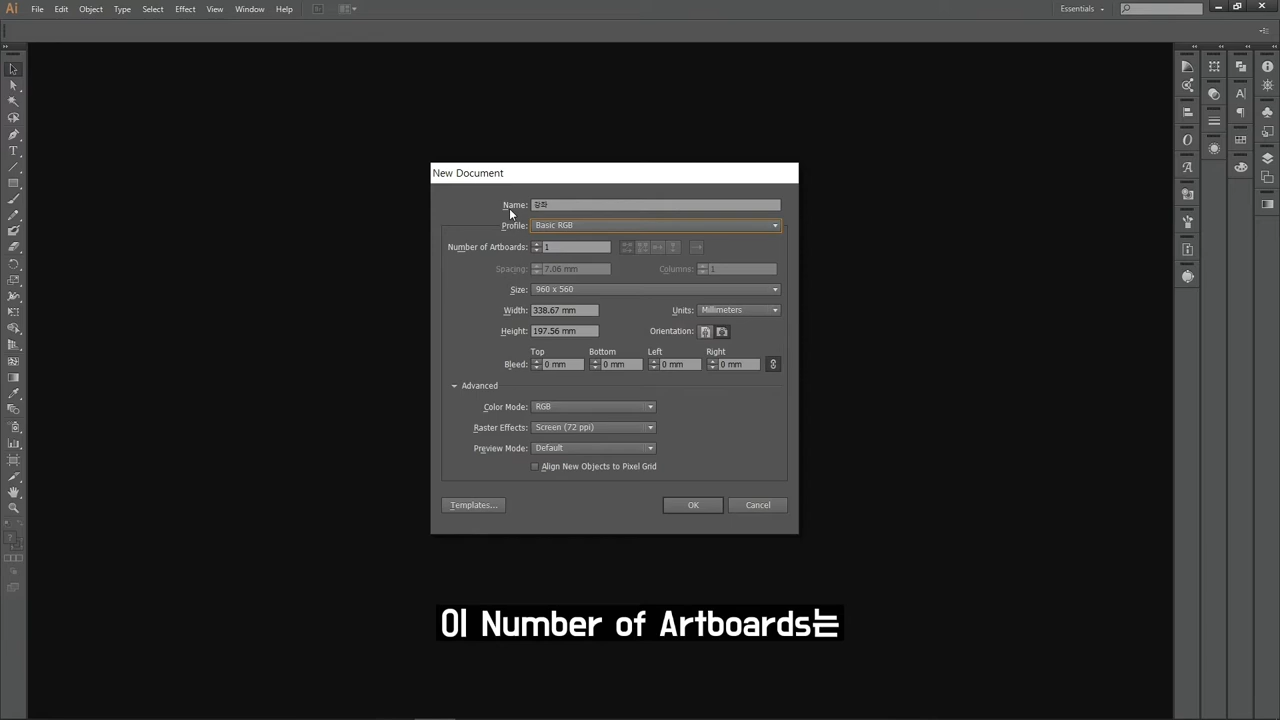 Ai File Edit Object Type Select Effect View Window Help Br Essentials
New Document
Name: 강좌
Profile: Basic RGB
Number of Artboards: 1
Spacing: 7.06 mm Columns: 1
Size: 960 x 560
Width: 338.67 mm Units: Millimeters
Height: 197.56 mm Orientation:
Top Bottom Left Right
Bleed: 0 mm 0 mm 0 mm 0 mm
Advanced
Color Mode: RGB
Raster Effects: Screen (72 ppi)
Preview Mode: Default
Align New Objects to Pixel Grid
Templates... OK Cancel
이 Number of Artboards는